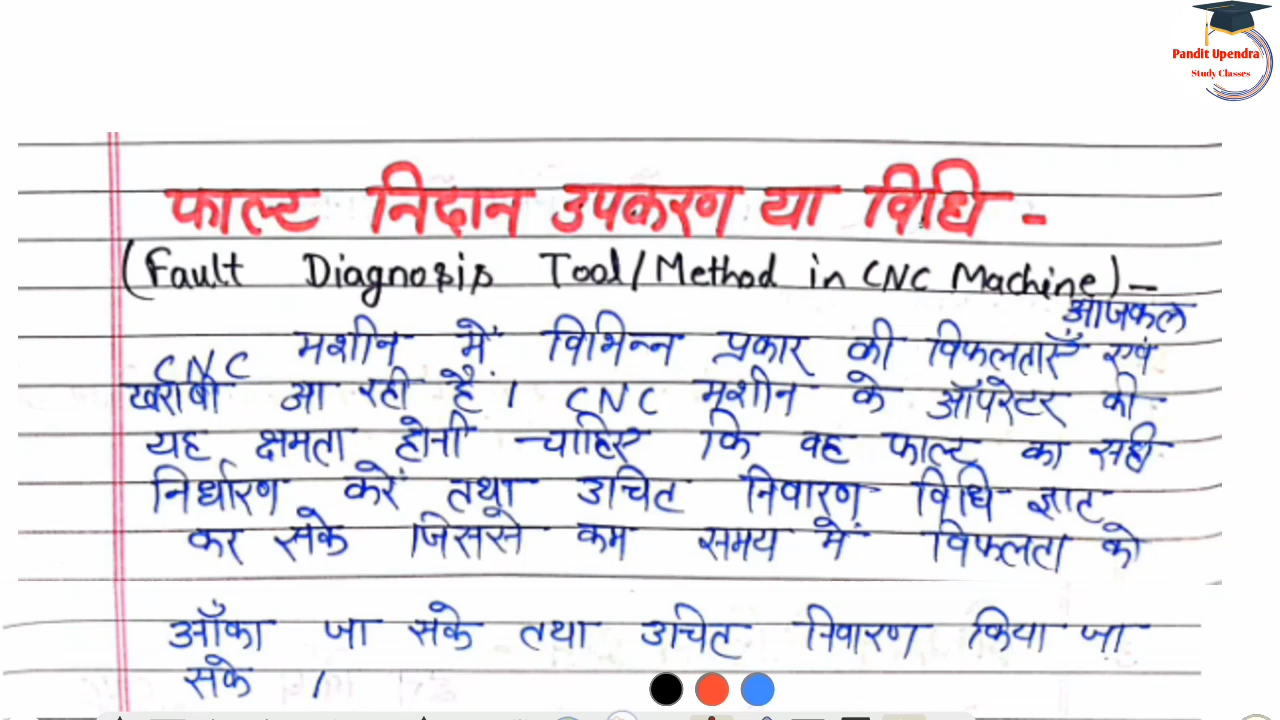 Pandit Upendra
Study Classes
फाल्ट निदान उपकरण या विधि -
(Fault Diagnosis Tool/Method in CNC Machine) -
आजकल
CNC मशीन में विभिन्न प्रकार की विफलताएँ एवं
खराबी आ रही है। CNC मशीन के ऑपरेटर की
यह क्षमता होनी चाहिए कि वह फाल्ट का सही
निर्धारण करें तथा उचित निवारण विधि ज्ञात
कर सके जिससे कम समय में विफलता को
आँका जा सके तथा उचित निवारण किया जा
सके ।